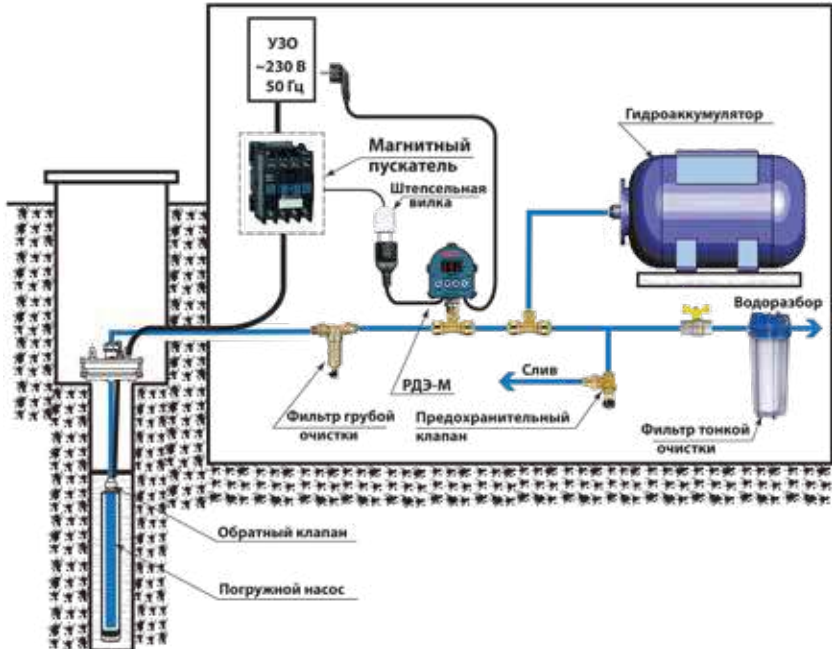 УЗО
~230 В
50 Гц
Магнитный
пускатель
Штепсельная
вилка
Гидроаккумулятор
Водоразбор
Слив
РДЭ-М
Фильтр грубой
очистки
Предохранительный
клапан
Фильтр тонкой
очистки
Обратный клапан
Погружной насос